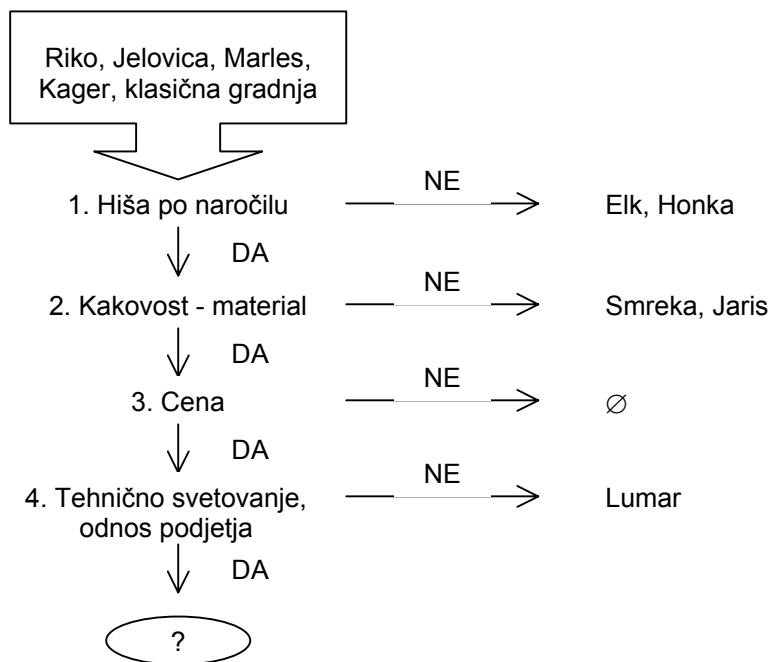 Riko, Jelovica, Marles,
Kager, klasična gradnja
NE
1. Hiša po naročilu
Elk, Honka
DA
NE
2. Kakovost - material
Smreka, Jaris
DA
NE
3. Cena
∅
DA
NE
4. Tehnično svetovanje,
odnos podjetja
Lumar
DA
?